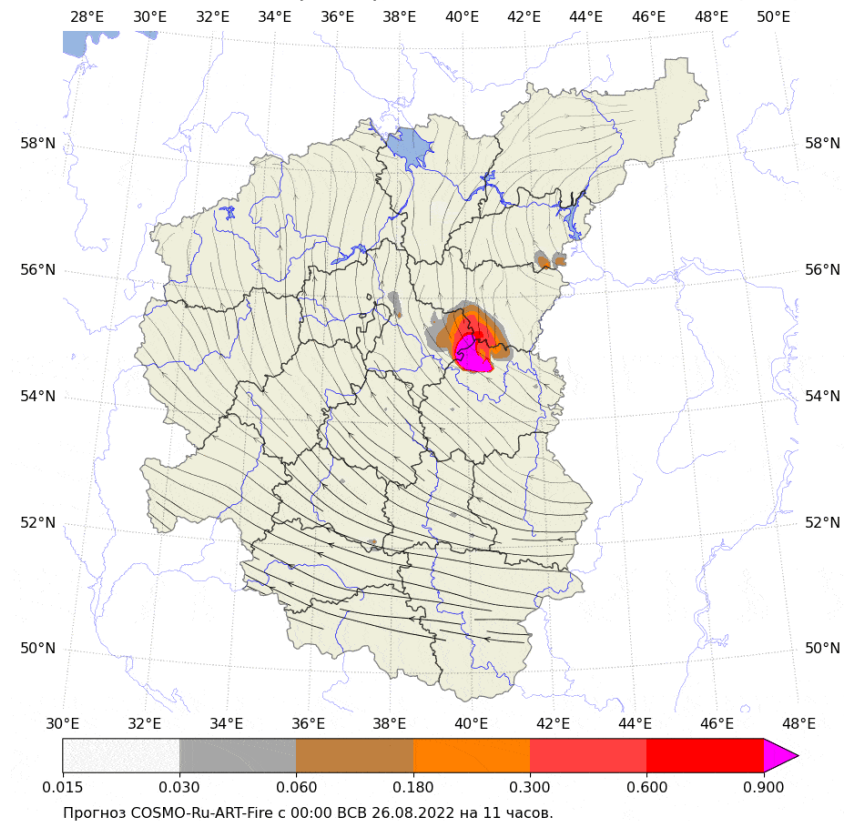 28°E 30°E 32°E 34°E 36°E 38°E 40°E 42°E 44°E 46°E 48°E 50°E
58°N 58°N
56°N 56°N
54°N 54°N
52°N 52°N
50°N 50°N
30°E 32°E 34°E 36°E 38°E 40°E 42°E 44°E 46°E 48°E
0.015 0.030 0.060 0.180 0.300 0.600 0.900
Прогноз COSMO-Ru-ART-Fire с 00:00 ВСВ 26.08.2022 на 11 часов.